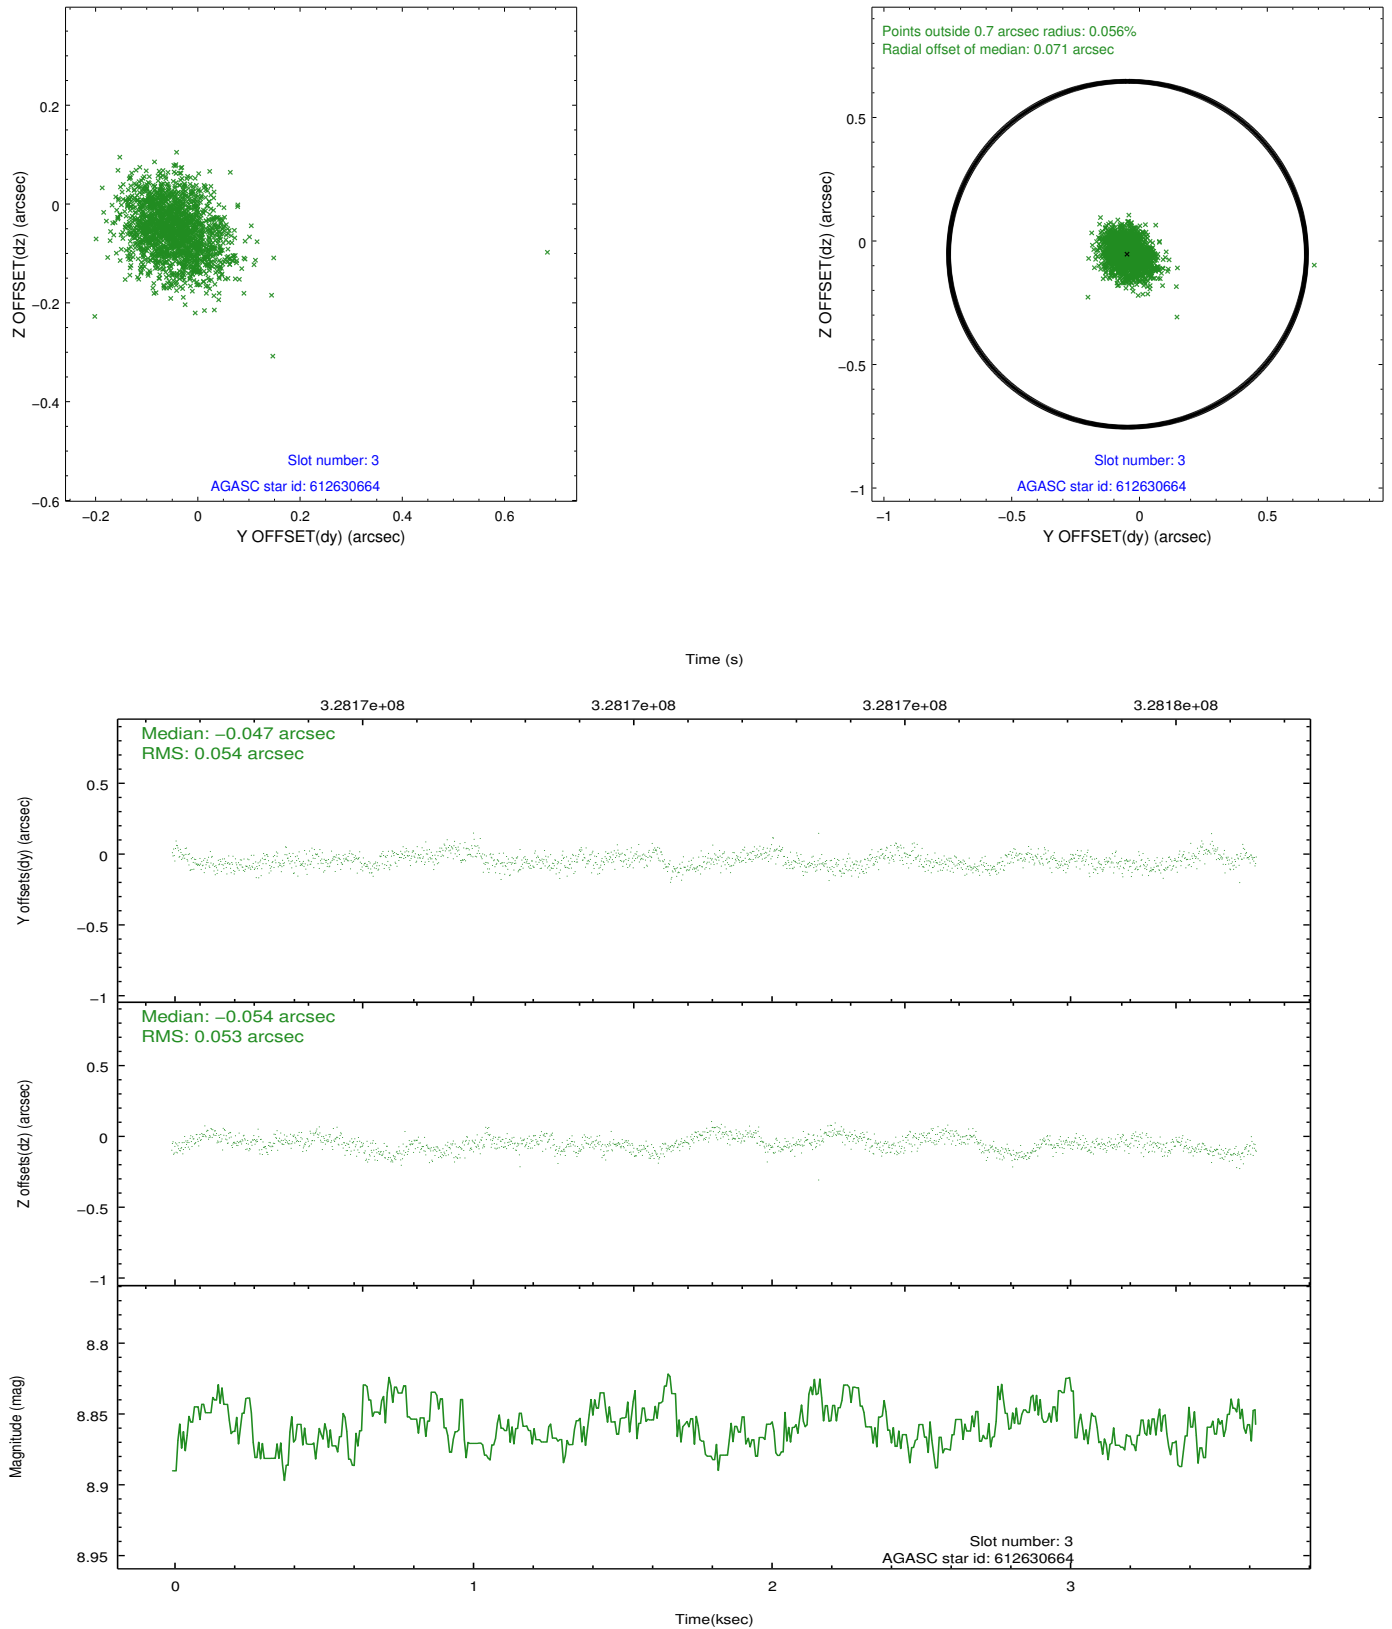 0.2
0
−0.2
−0.4
−0.6
Z OFFSET(dz) (arcsec)
Slot number: 3
AGASC star id: 612630664
−0.2 0 0.2 0.4 0.6
Y OFFSET(dy) (arcsec)
Points outside 0.7 arcsec radius: 0.056%
Radial offset of median: 0.071 arcsec
0.5
0
−0.5
−1
Z OFFSET(dz) (arcsec)
Slot number: 3
AGASC star id: 612630664
−1 −0.5 0 0.5
Y OFFSET(dy) (arcsec)
Time (s)
3.2817e+08 3.2817e+08 3.2817e+08 3.2818e+08
Median: −0.047 arcsec
RMS: 0.054 arcsec
0.5
0
−0.5
−1
Y offsets(dy) (arcsec)
Median: −0.054 arcsec
RMS: 0.053 arcsec
0.5
0
−0.5
−1
Z offsets(dz) (arcsec)
8.8
8.85
8.9
8.95
Magnitude (mag)
Slot number: 3
AGASC star id: 612630664
0 1 2 3
Time(ksec)